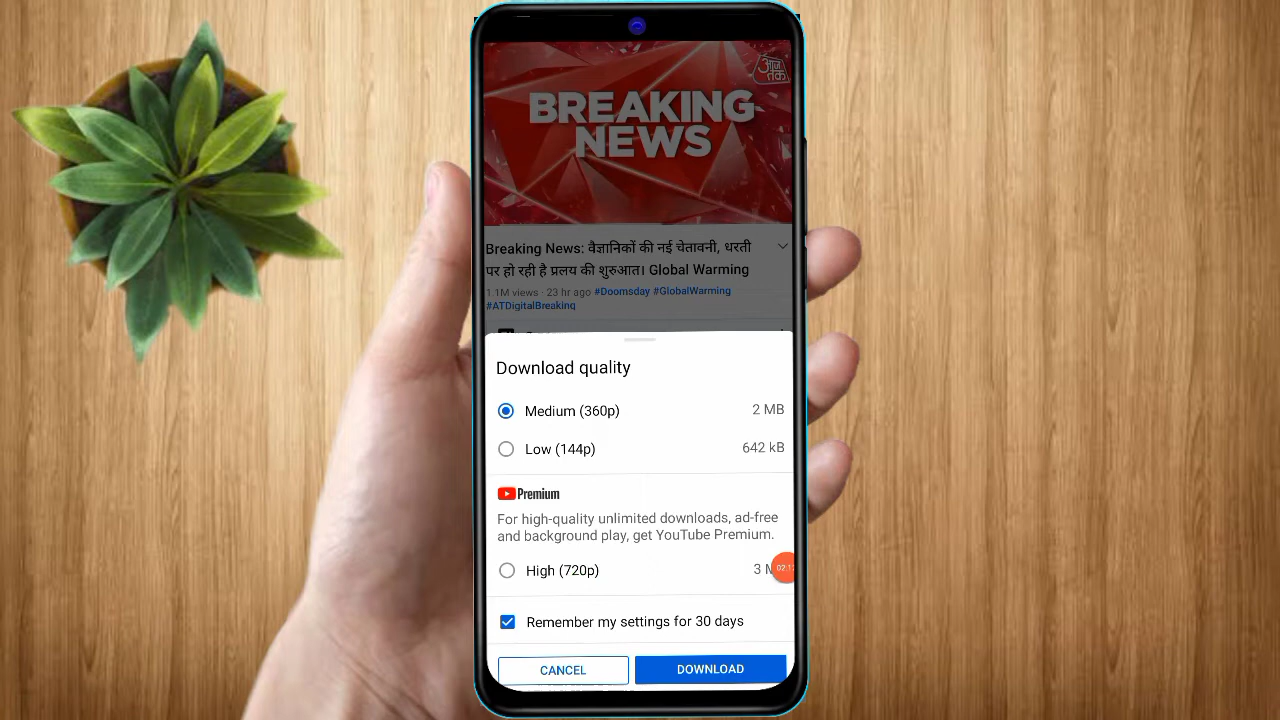 आज
तक
BREAKING
NEWS
Breaking News: वैज्ञानिकों की नई चेतावनी, धरती
पर हो रही है प्रलय की शुरुआत। Global Warming
1.1M views · 23 hr ago #Doomsday #GlobalWarming
#ATDigitalBreaking
Download quality
Medium (360p) 2 MB
Low (144p) 642 kB
Premium
For high-quality unlimited downloads, ad-free
and background play, get YouTube Premium.
High (720p) 3
Remember my settings for 30 days
CANCEL DOWNLOAD